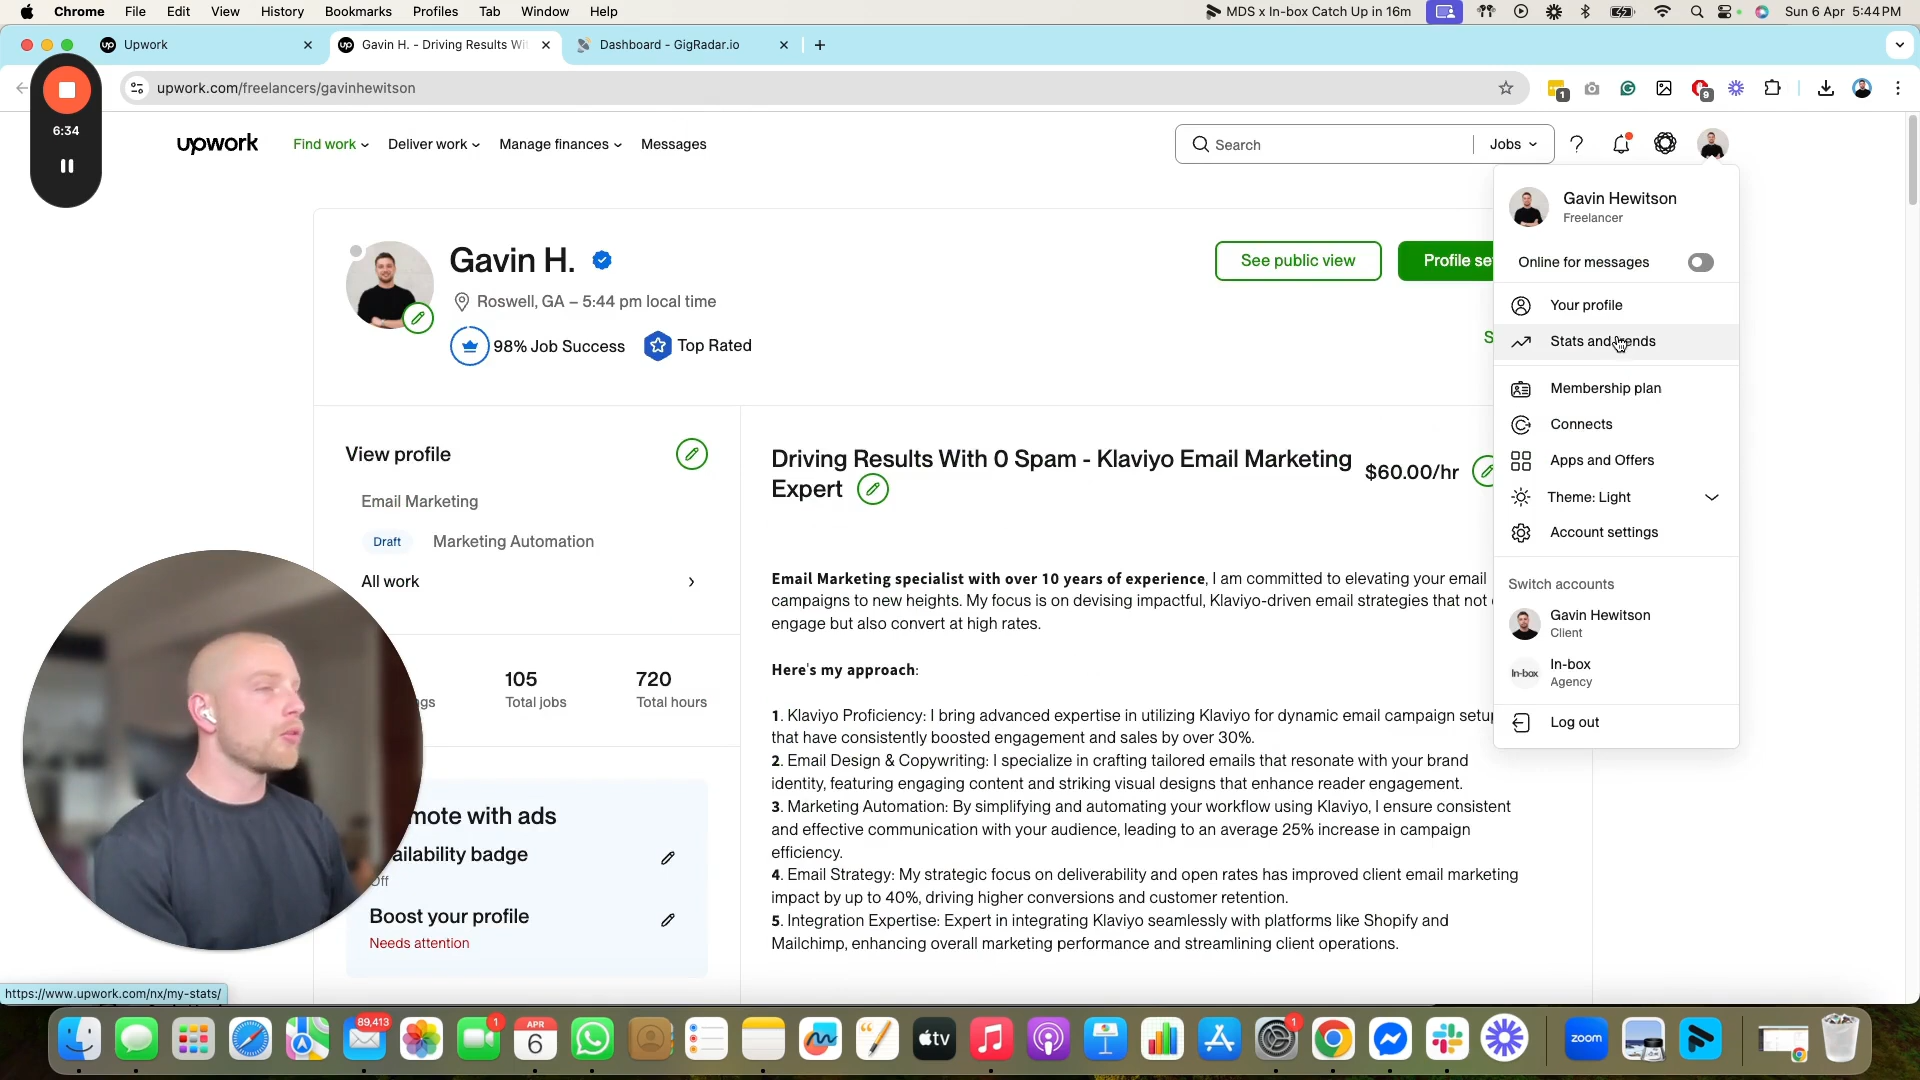 Chrome File Edit View History Bookmarks Profiles Tab Window Help
MDS x In-box Catch Up in 16m
Sun 6 Apr 5:44 PM
Upwork
Gavin H. - Driving Results Wi
Dashboard - GigRadar.io
upwork.com/freelancers/gavinhewitson
1
9
6:34
upwork
Find work
Deliver work
Manage finances
Messages
Search
Jobs
Gavin Hewitson
Freelancer
Online for messages
Your profile
Stats and trends
Membership plan
Connects
Apps and Offers
Theme: Light
Account settings
Switch accounts
Gavin Hewitson
Client
In-box
In-box
Agency
Log out
Gavin H.
Roswell, GA – 5:44 pm local time
98% Job Success
Top Rated
See public view
Profile se
S
View profile
Email Marketing
Draft
Marketing Automation
All work
gs
105
Total jobs
720
Total hours
mote with ads
ailability badge
Off
Boost your profile
Needs attention
Driving Results With 0 Spam - Klaviyo Email Marketing
Expert
$60.00/hr
Email Marketing specialist with over 10 years of experience, I am committed to elevating your email
campaigns to new heights. My focus is on devising impactful, Klaviyo-driven email strategies that not
engage but also convert at high rates.
Here's my approach:
1. Klaviyo Proficiency: I bring advanced expertise in utilizing Klaviyo for dynamic email campaign setup
that have consistently boosted engagement and sales by over 30%.
2. Email Design & Copywriting: I specialize in crafting tailored emails that resonate with your brand
identity, featuring engaging content and striking visual designs that enhance reader engagement.
3. Marketing Automation: By simplifying and automating your workflow using Klaviyo, I ensure consistent
and effective communication with your audience, leading to an average 25% increase in campaign
efficiency.
4. Email Strategy: My strategic focus on deliverability and open rates has improved client email marketing
impact by up to 40%, driving higher conversions and customer retention.
5. Integration Expertise: Expert in integrating Klaviyo seamlessly with platforms like Shopify and
Mailchimp, enhancing overall marketing performance and streamlining client operations.
https://www.upwork.com/nx/my-stats/
89,413
1
APR
6
tv
1
zoom